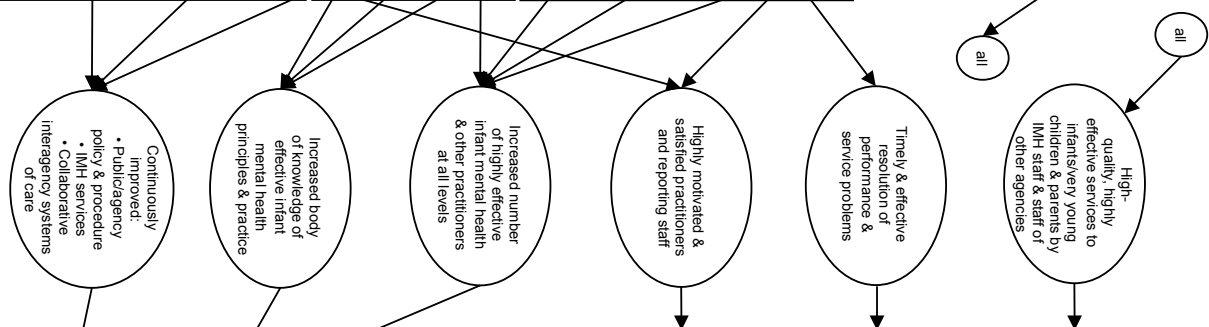 all
High-
quality, highly
effective services to
infants/very young
children & parents by
IMH staff & staff of
other agencies
all
Timely & effective
resolution of
performance &
service problems
Highly motivated &
satisfied practitioners
and reporting staff
Increased number
of highly effective
infant mental health
& other practitioners
at all levels
Increased body
of knowledge of
effective infant
mental health
principles & practice
Continuously
improved:
• Public/agency
policy & procedure
• IMH services
• Collaborative
interagency systems
of care